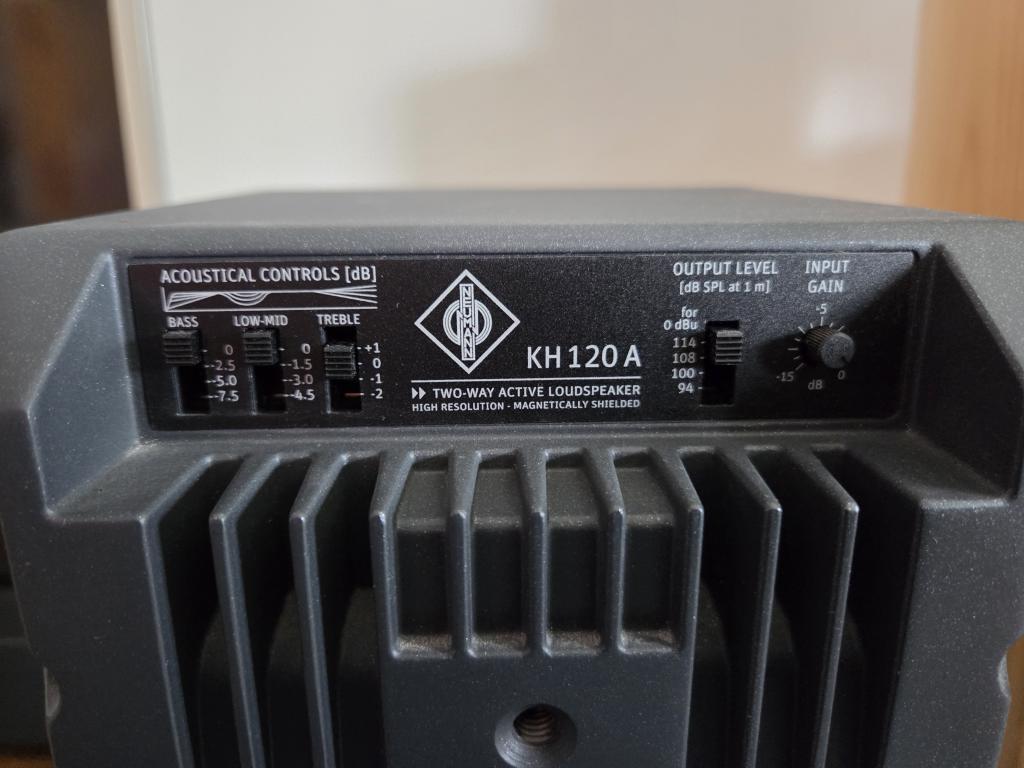 ACOUSTICAL CONTROLS [dB]
BASS
0
-2.5
-5.0
-7.5
LOW-MID
0
-1.5
-3.0
-4.5
TREBLE
+1
0
-1
-2
NEUMANN
KH 120 A
TWO-WAY ACTIVE LOUDSPEAKER
HIGH RESOLUTION - MAGNETICALLY SHIELDED
OUTPUT LEVEL
[dB SPL at 1 m]
for
0 dBu
114
108
100
94
INPUT
GAIN
-5
-15
0
dB